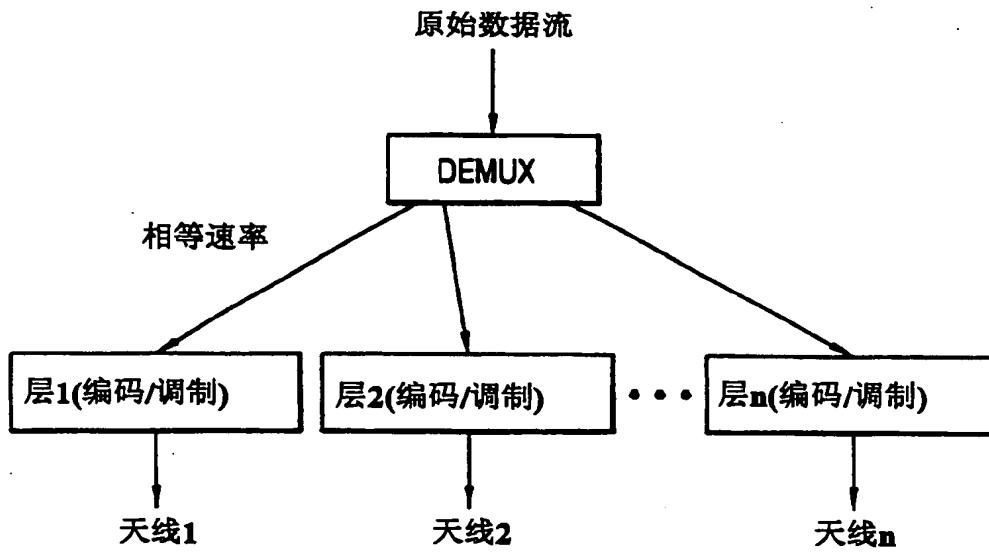 原始数据流
DEMUX
相等速率
层1(编码/调制)
层2(编码/调制)
•••
层n(编码/调制)
天线1
天线2
天线n